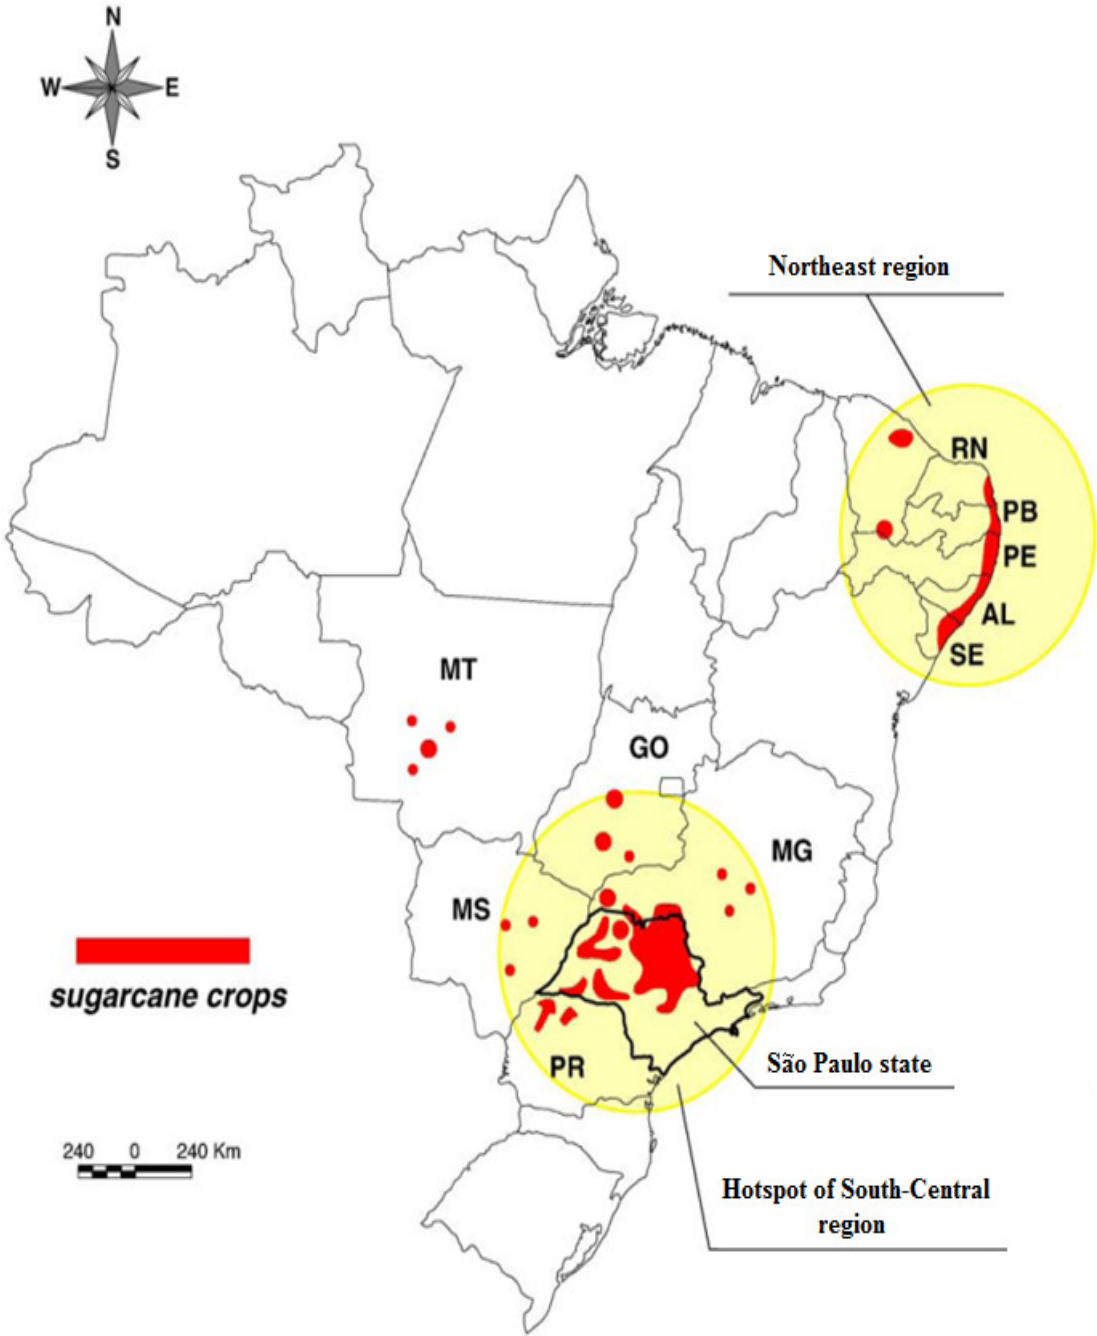 N
W E
S
Northeast region
RN
PB
PE
AL
SE
MT
GO
MG
MS
sugarcane crops
São Paulo state
PR
240 0 240 Km
Hotspot of South-Central
region